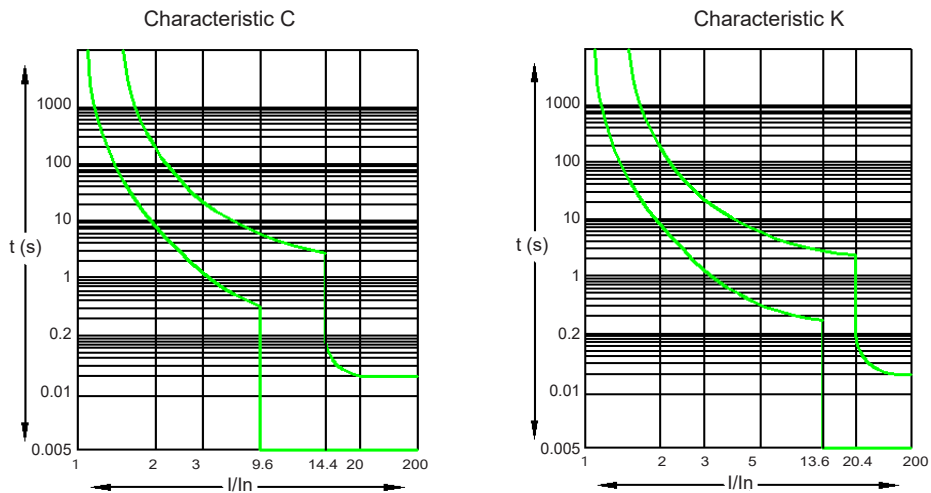 Characteristic C
1000
100
10
t (s)
1
0.2
0.01
0.005
1 2 3 9.6 14.4 20 200
I/In
Characteristic K
1000
100
10
t (s)
1
0.2
0.01
0.005
1 2 3 5 13.6 20.4 200
I/In